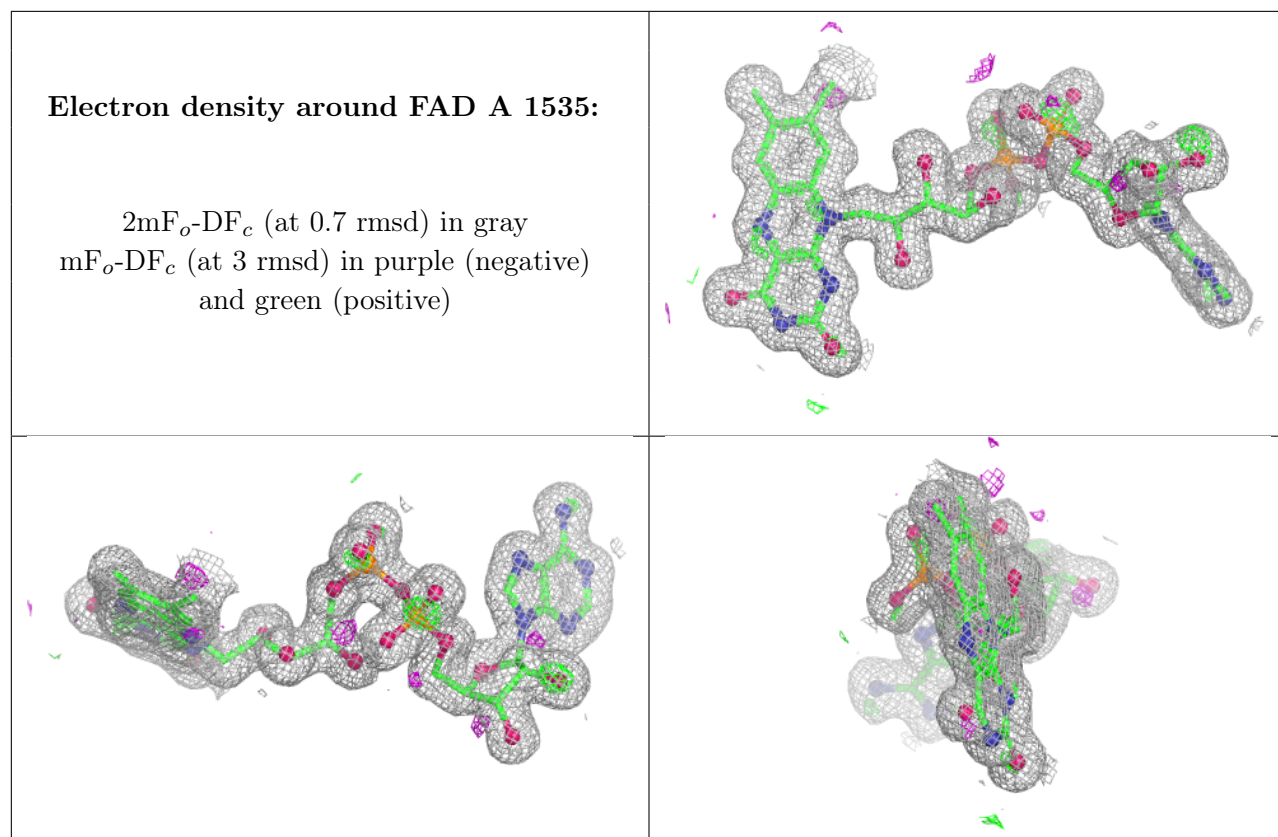 Electron density around FAD A 1535:
2mFo-DFc (at 0.7 rmsd) in gray
mFo-DFc (at 3 rmsd) in purple (negative)
and green (positive)